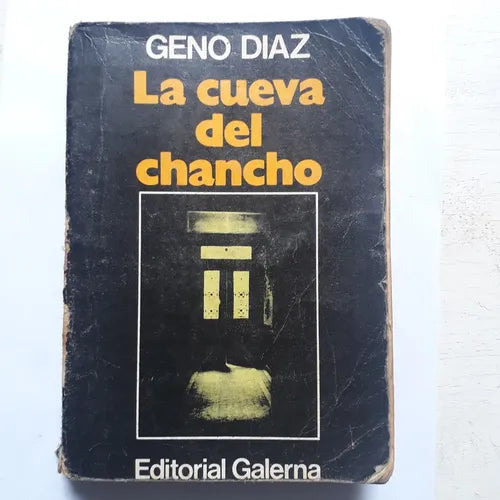 GENO DIAZ
La cueva
del
chancho
Editorial Galerna